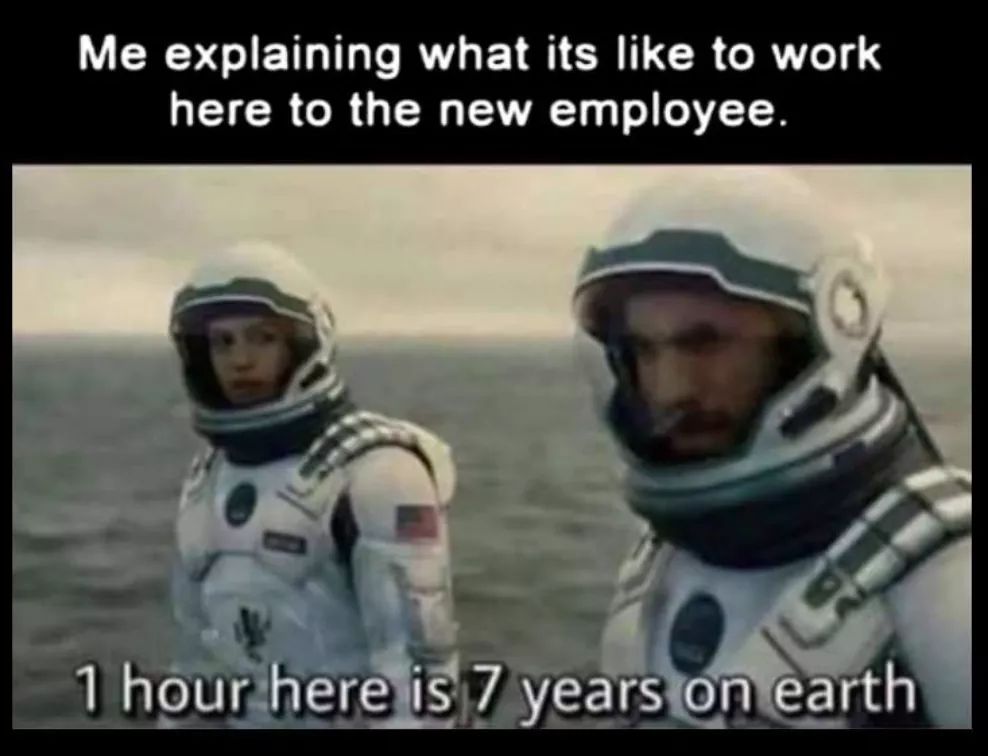 Me explaining what its like to work
here to the new employee.
1 hour here is 7 years on earth